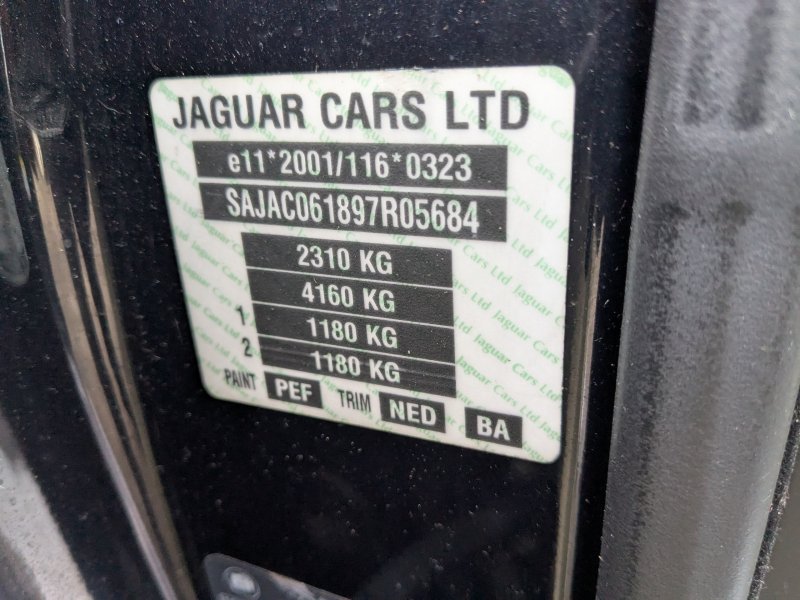 JAGUAR CARS LTD
e11*2001/116*0323
SAJAC061897R05684
2310 KG
4160 KG
1 1180 KG
2 1180 KG
PAINT PEF TRIM NED BA